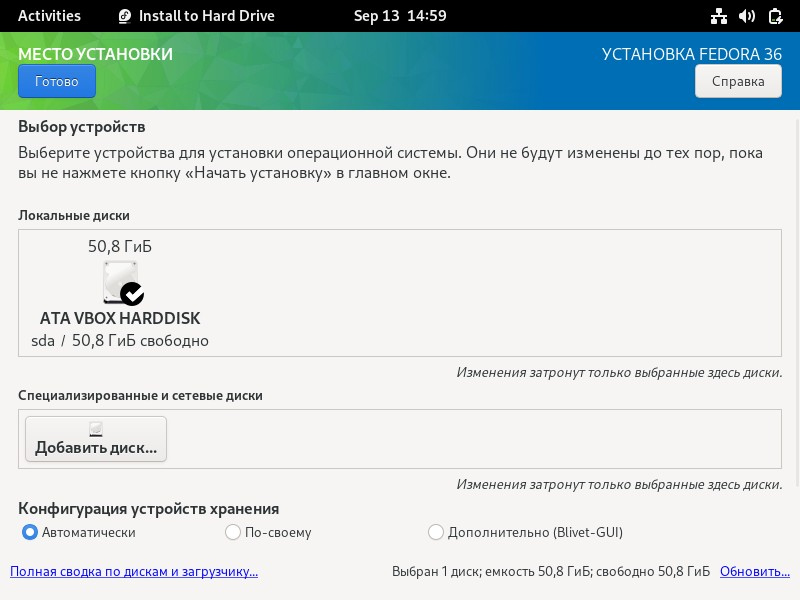 Activities Install to Hard Drive Sep 13 14:59
МЕСТО УСТАНОВКИ УСТАНОВКА FEDORA 36
Готово Справка
Выбор устройств
Выберите устройства для установки операционной системы. Они не будут изменены до тех пор, пока
вы не нажмете кнопку «Начать установку» в главном окне.
Локальные диски
50,8 ГиБ
ATA VBOX HARDDISK
sda / 50,8 ГиБ свободно
Изменения затронут только выбранные здесь диски.
Специализированные и сетевые диски
Добавить диск...
Изменения затронут только выбранные здесь диски.
Конфигурация устройств хранения
Автоматически По-своему Дополнительно (Blivet-GUI)
Полная сводка по дискам и загрузчику... Выбран 1 диск; емкость 50,8 ГиБ; свободно 50,8 ГиБ Обновить...